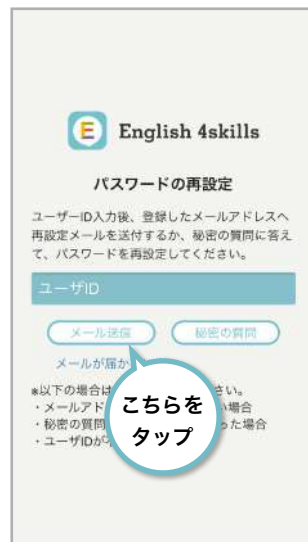 E English 4skills
パスワードの再設定
ユーザーID入力後、登録したメールアドレスへ
再設定メールを送付するか、秘密の質問に答え
て、パスワードを再設定してください。
ユーザID
メール送信 秘密の質問
メールが届か
*以下の場合は さい。
・メールアド い場合
・秘密の質問 った場合
・ユーザIDが
こちらを
タップ